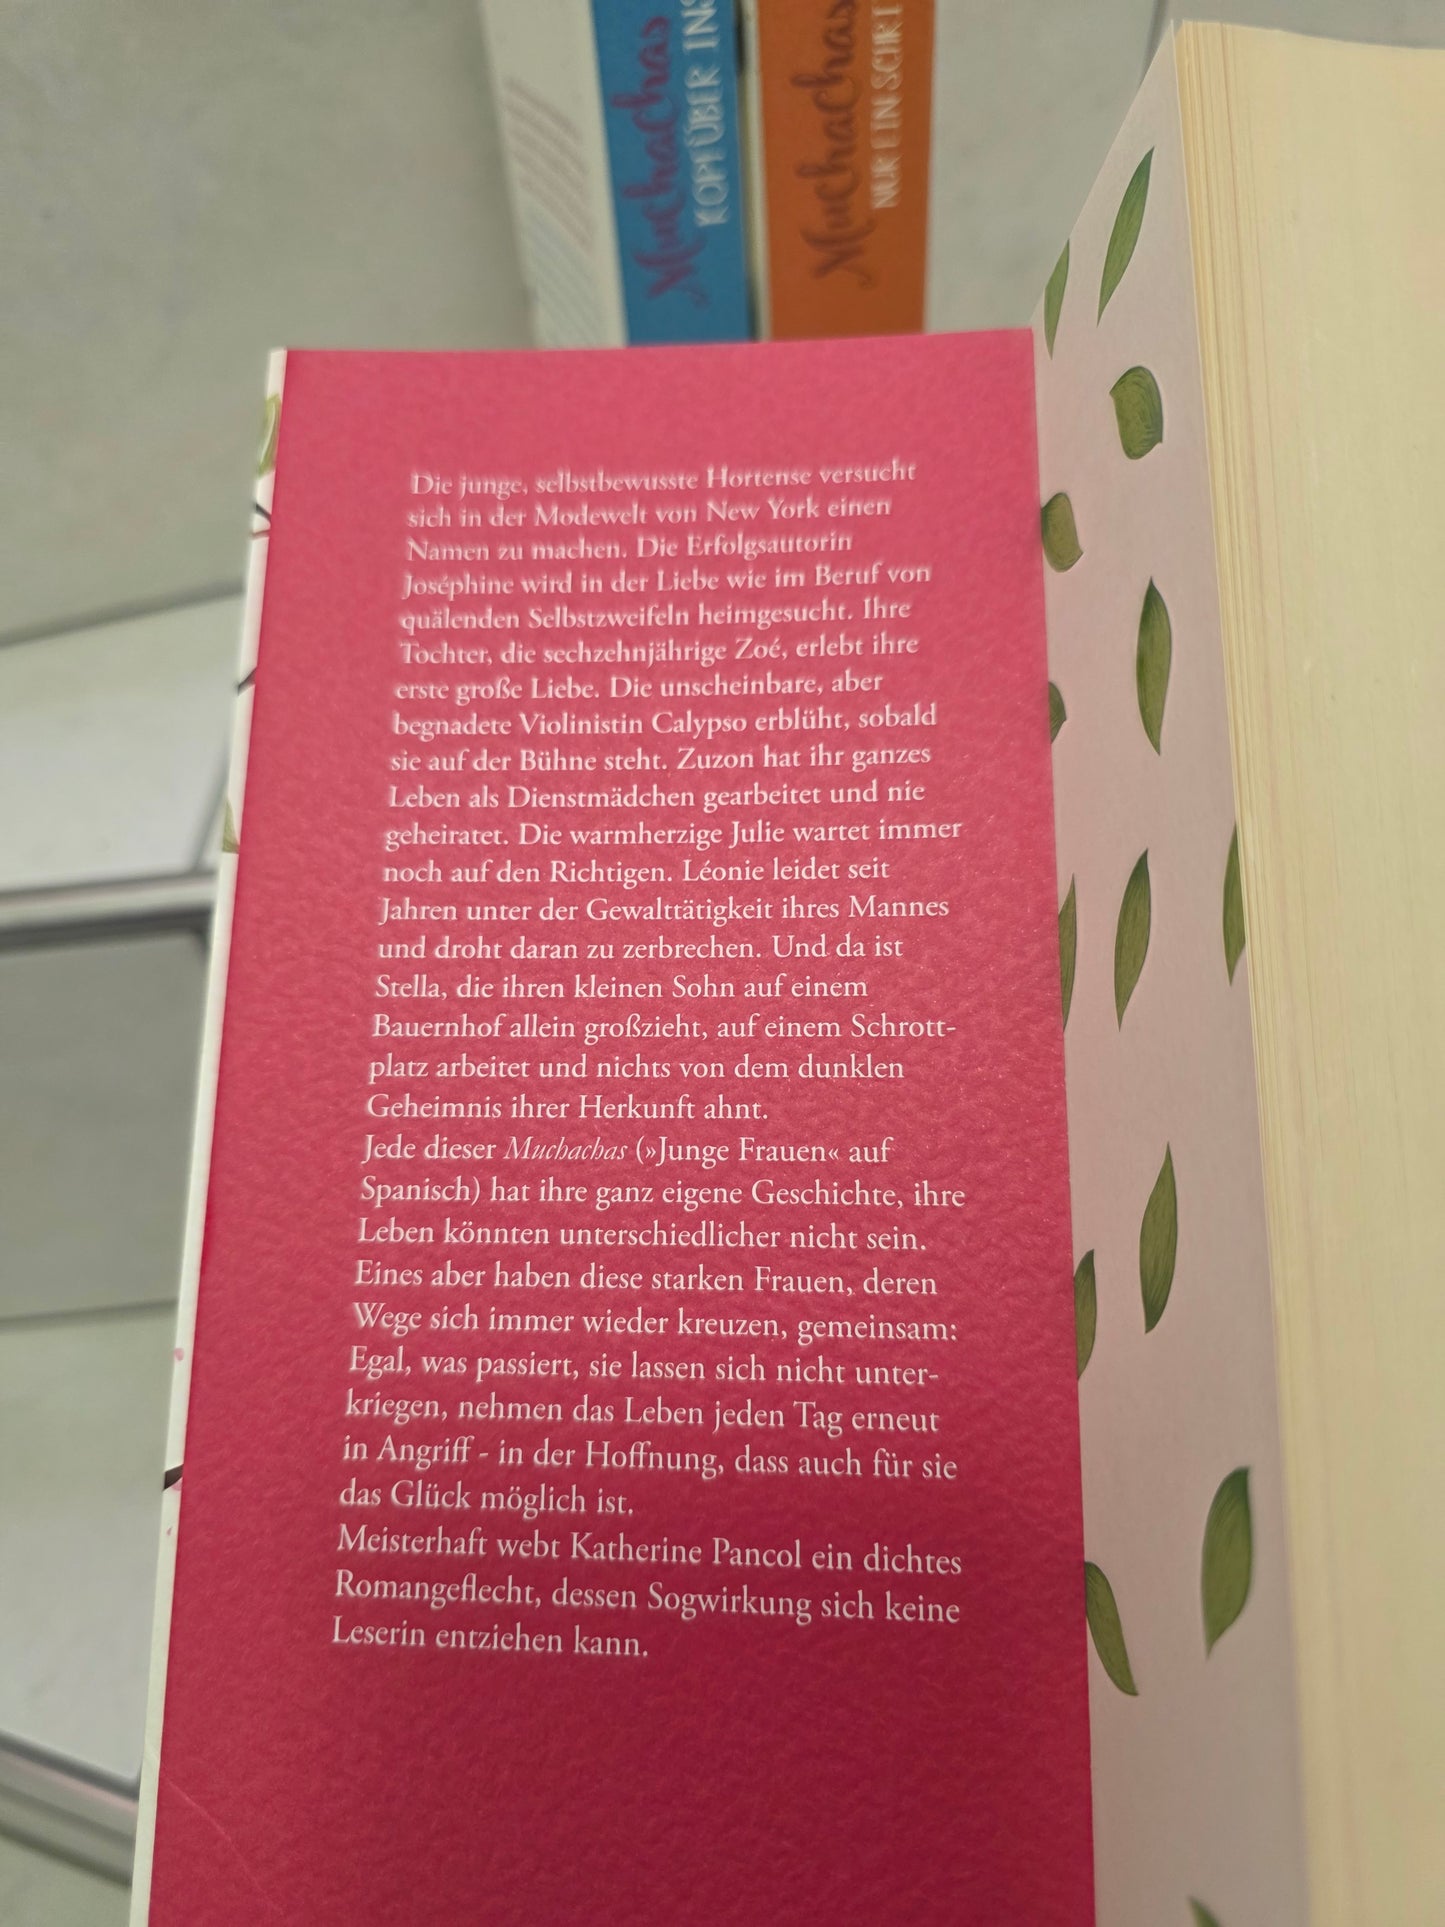 Muchachas
KOPFÜBER INS
Muchachas
NUR EIN SCHRI
Die junge, selbstbewusste Hortense versucht
sich in der Modewelt von New York einen
Namen zu machen. Die Erfolgsautorin
Joséphine wird in der Liebe wie im Beruf von
quälenden Selbstzweifeln heimgesucht. Ihre
Tochter, die sechzehnjährige Zoé, erlebt ihre
erste große Liebe. Die unscheinbare, aber
begnadete Violinistin Calypso erblüht, sobald
sie auf der Bühne steht. Zuzon hat ihr ganzes
Leben als Dienstmädchen gearbeitet und nie
geheiratet. Die warmherzige Julie wartet immer
noch auf den Richtigen. Léonie leidet seit
Jahren unter der Gewalttätigkeit ihres Mannes
und droht daran zu zerbrechen. Und da ist
Stella, die ihren kleinen Sohn auf einem
Bauernhof allein großzieht, auf einem Schrott-
platz arbeitet und nichts von dem dunklen
Geheimnis ihrer Herkunft ahnt.
Jede dieser Muchachas (»Junge Frauen« auf
Spanisch) hat ihre ganz eigene Geschichte, ihre
Leben könnten unterschiedlicher nicht sein.
Eines aber haben diese starken Frauen, deren
Wege sich immer wieder kreuzen, gemeinsam:
Egal, was passiert, sie lassen sich nicht unter-
kriegen, nehmen das Leben jeden Tag erneut
in Angriff - in der Hoffnung, dass auch für sie
das Glück möglich ist.
Meisterhaft webt Katherine Pancol ein dichtes
Romangeflecht, dessen Sogwirkung sich keine
Leserin entziehen kann.